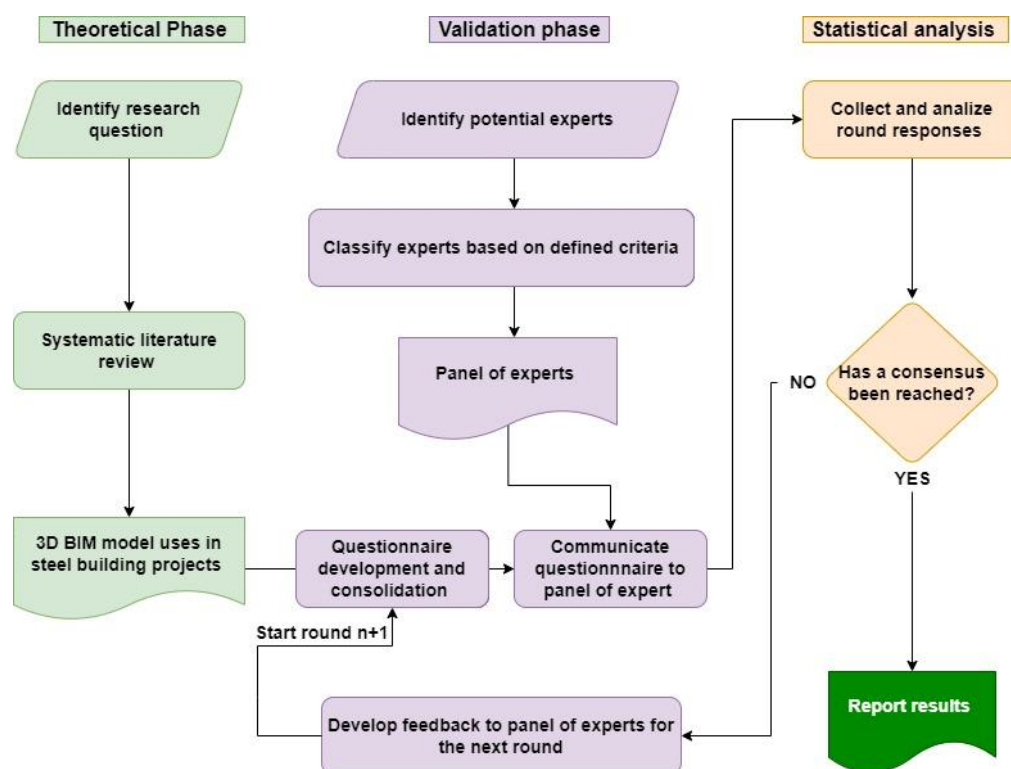 Theoretical Phase
Validation phase
Statistical analysis
Identify research
question
Identify potential experts
Collect and analize
round responses
Classify experts based on defined criteria
Systematic literature
review
Panel of experts
NO
Has a consensus
been reached?
YES
3D BIM model uses in
steel building projects
Questionnaire
development and
consolidation
Communicate
questionnnaire to
panel of expert
Start round n+1
Develop feedback to panel of experts for
the next round
Report results